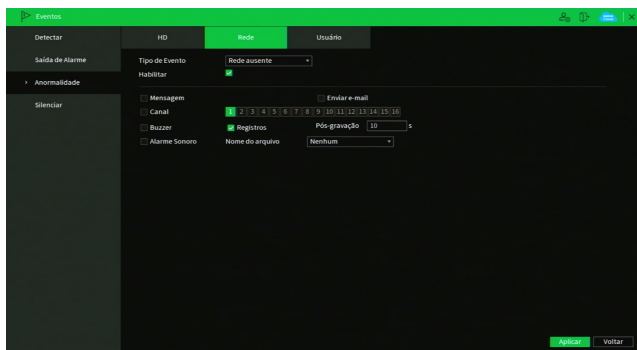 Eventos
Detectar
HD
Rede
Usuário
Saída de Alarme
Tipo de Evento
Rede ausente
Anormalidade
Habilitar
Silenciar
Mensagem
Enviar e-mail
Canal
1 2 3 4 5 6 7 8 9 10 11 12 13 14 15 16
Buzzer
Registros
Pós-gravação
10
s
Alarme Sonoro
Nome do arquivo
Nenhum
Aplicar
Voltar